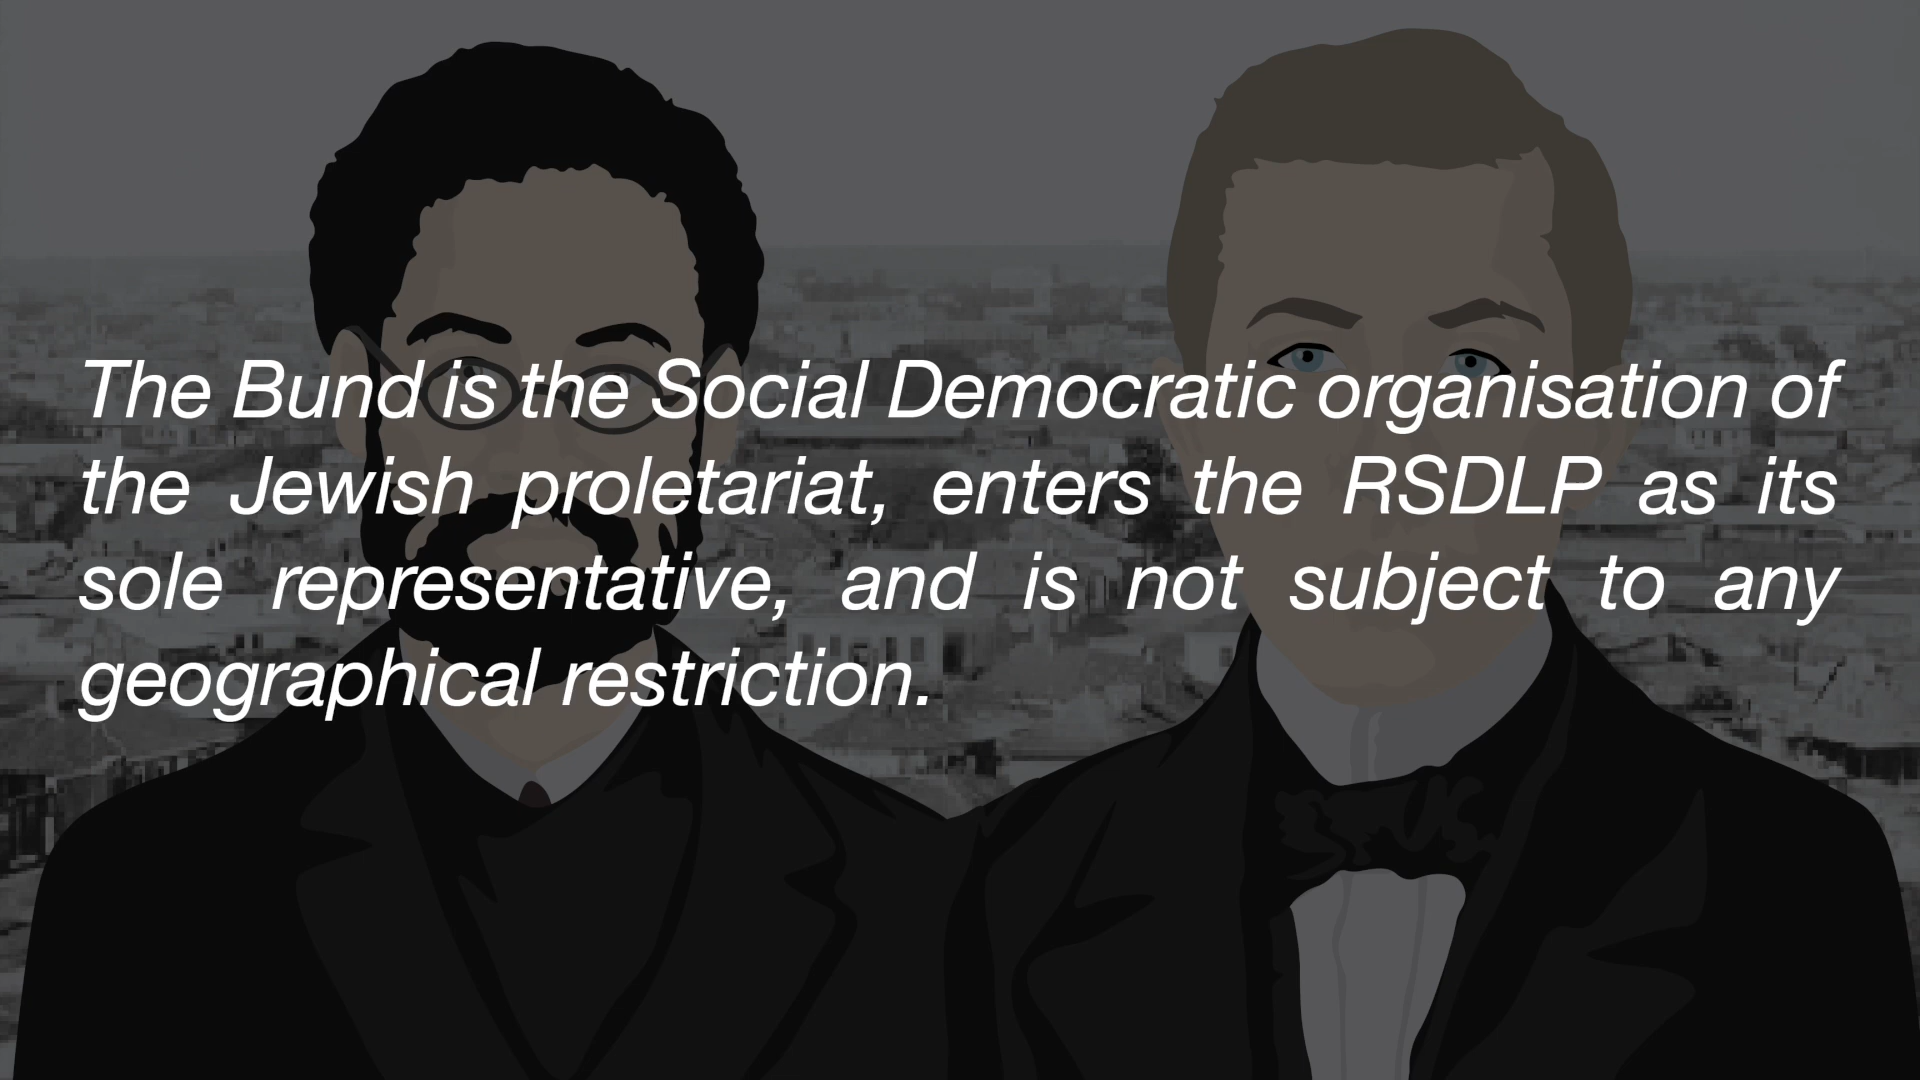 The Bund is the Social Democratic organisation of
the Jewish proletariat, enters the RSDLP as its
sole representative, and is not subject to any
geographical restriction.